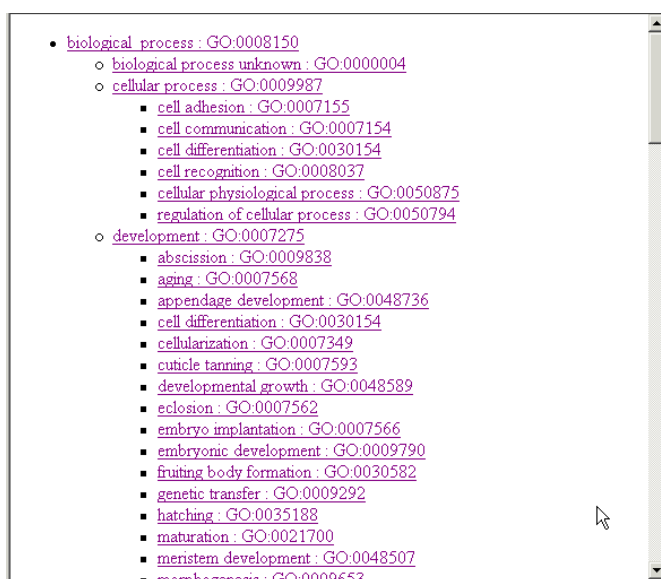 biological_process : GO:0008150
biological process unknown : GO:0000004
cellular process : GO:0009987
cell adhesion : GO:0007155
cell communication : GO:0007154
cell differentiation : GO:0030154
cell recognition : GO:0008037
cellular physiological process : GO:0050875
regulation of cellular process : GO:0050794
development : GO:0007275
abscission : GO:0009838
aging : GO:0007568
appendage development : GO:0048736
cell differentiation : GO:0030154
cellularization : GO:0007349
cuticle tanning : GO:0007593
developmental growth : GO:0048589
eclosion : GO:0007562
embryo implantation : GO:0007566
embryonic development : GO:0009790
fruiting body formation : GO:0030582
genetic transfer : GO:0009292
hatching : GO:0035188
maturation : GO:0021700
meristem development : GO:0048507
morphogenesis : GO:0009653